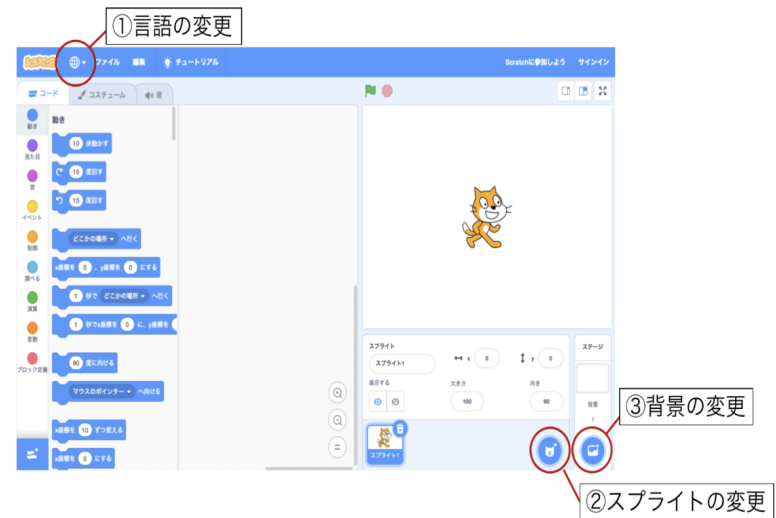 ①言語の変更
SCRATCH
ファイル 編集 チュートリアル Scratchに参加しよう サインイン
コード コスチューム 音
動き
見た目
音
イベント
制御
調べる
演算
変数
ブロック定義
動き
10 歩動かす
15 度回す
15 度回す
どこかの場所 へ行く
x座標を 0 、y座標を 0 にする
1 秒で どこかの場所 へ行く
1 秒でx座標を 0 に、y座標を
90 度に向ける
マウスのポインター へ向ける
x座標を 10 ずつ変える
x座標を 0 にする
スプライト
スプライト1 x 0 y 0
表示する 大きさ 向き
100 90
スプライト1
ステージ
背景
1
③背景の変更
②スプライトの変更